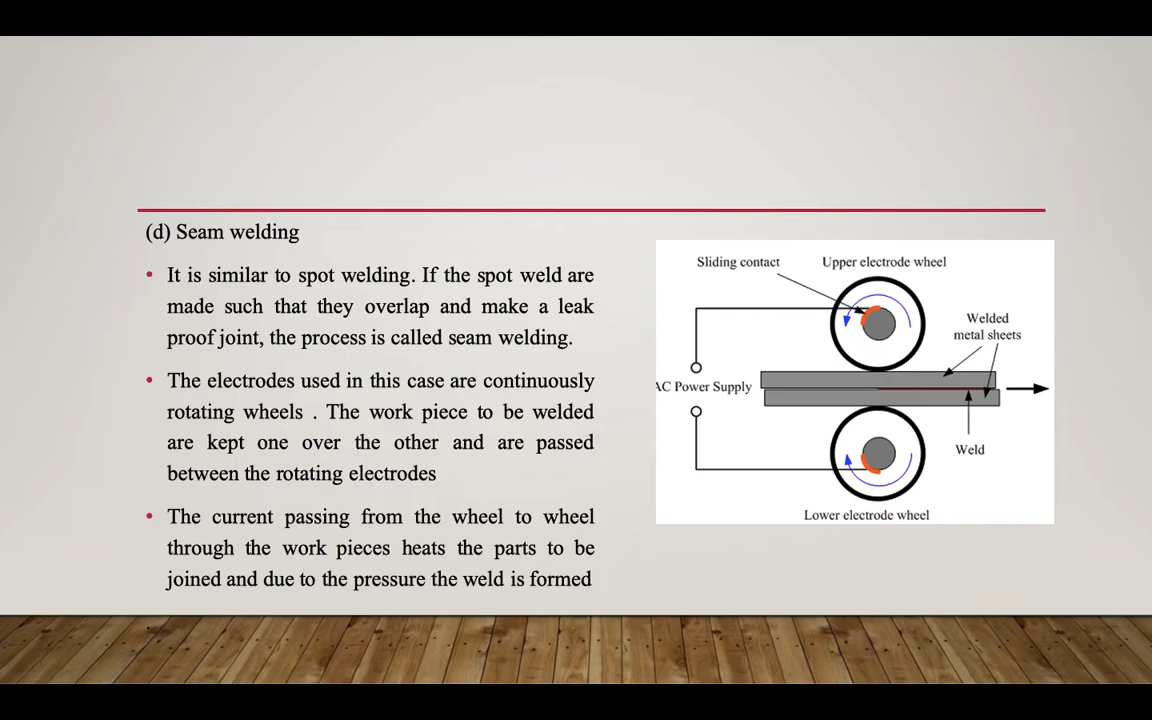 (d) Seam welding
• It is similar to spot welding. If the spot weld are
made such that they overlap and make a leak
proof joint, the process is called seam welding.
• The electrodes used in this case are continuously
rotating wheels . The work piece to be welded
are kept one over the other and are passed
between the rotating electrodes
• The current passing from the wheel to wheel
through the work pieces heats the parts to be
joined and due to the pressure the weld is formed
.
Sliding contact
Upper electrode wheel
Welded
metal sheets
AC Power Supply
Weld
Lower electrode wheel